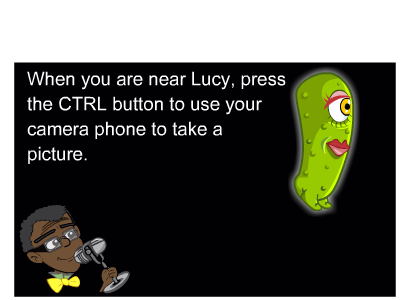 When you are near Lucy, press
the CTRL button to use your
camera phone to take a
picture.